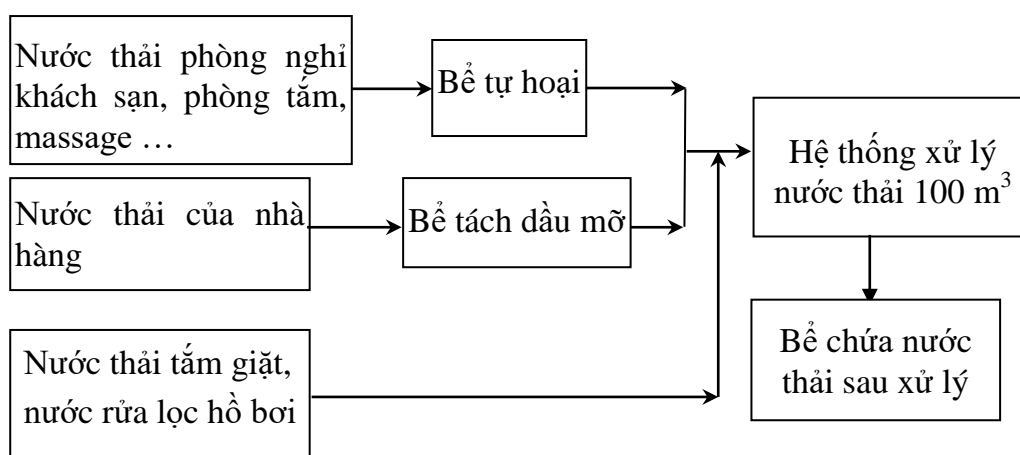 Nước thải phòng nghỉ
khách sạn, phòng tắm,
massage …
Bể tự hoại
Nước thải của nhà
hàng
Bể tách dầu mỡ
Hệ thống xử lý
nước thải 100 m³
Nước thải tắm giặt,
nước rửa lọc hồ bơi
Bể chứa nước
thải sau xử lý